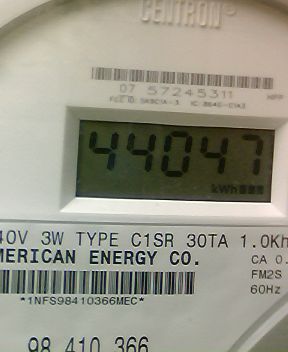 CENTRON®
07 57245311
44047
kWh
40V 3W TYPE C1SR 30TA 1.0Kh
MERICAN ENERGY CO.
CA 0.
FM2S
60Hz
*1NFS98410366MEC*
98 410 366